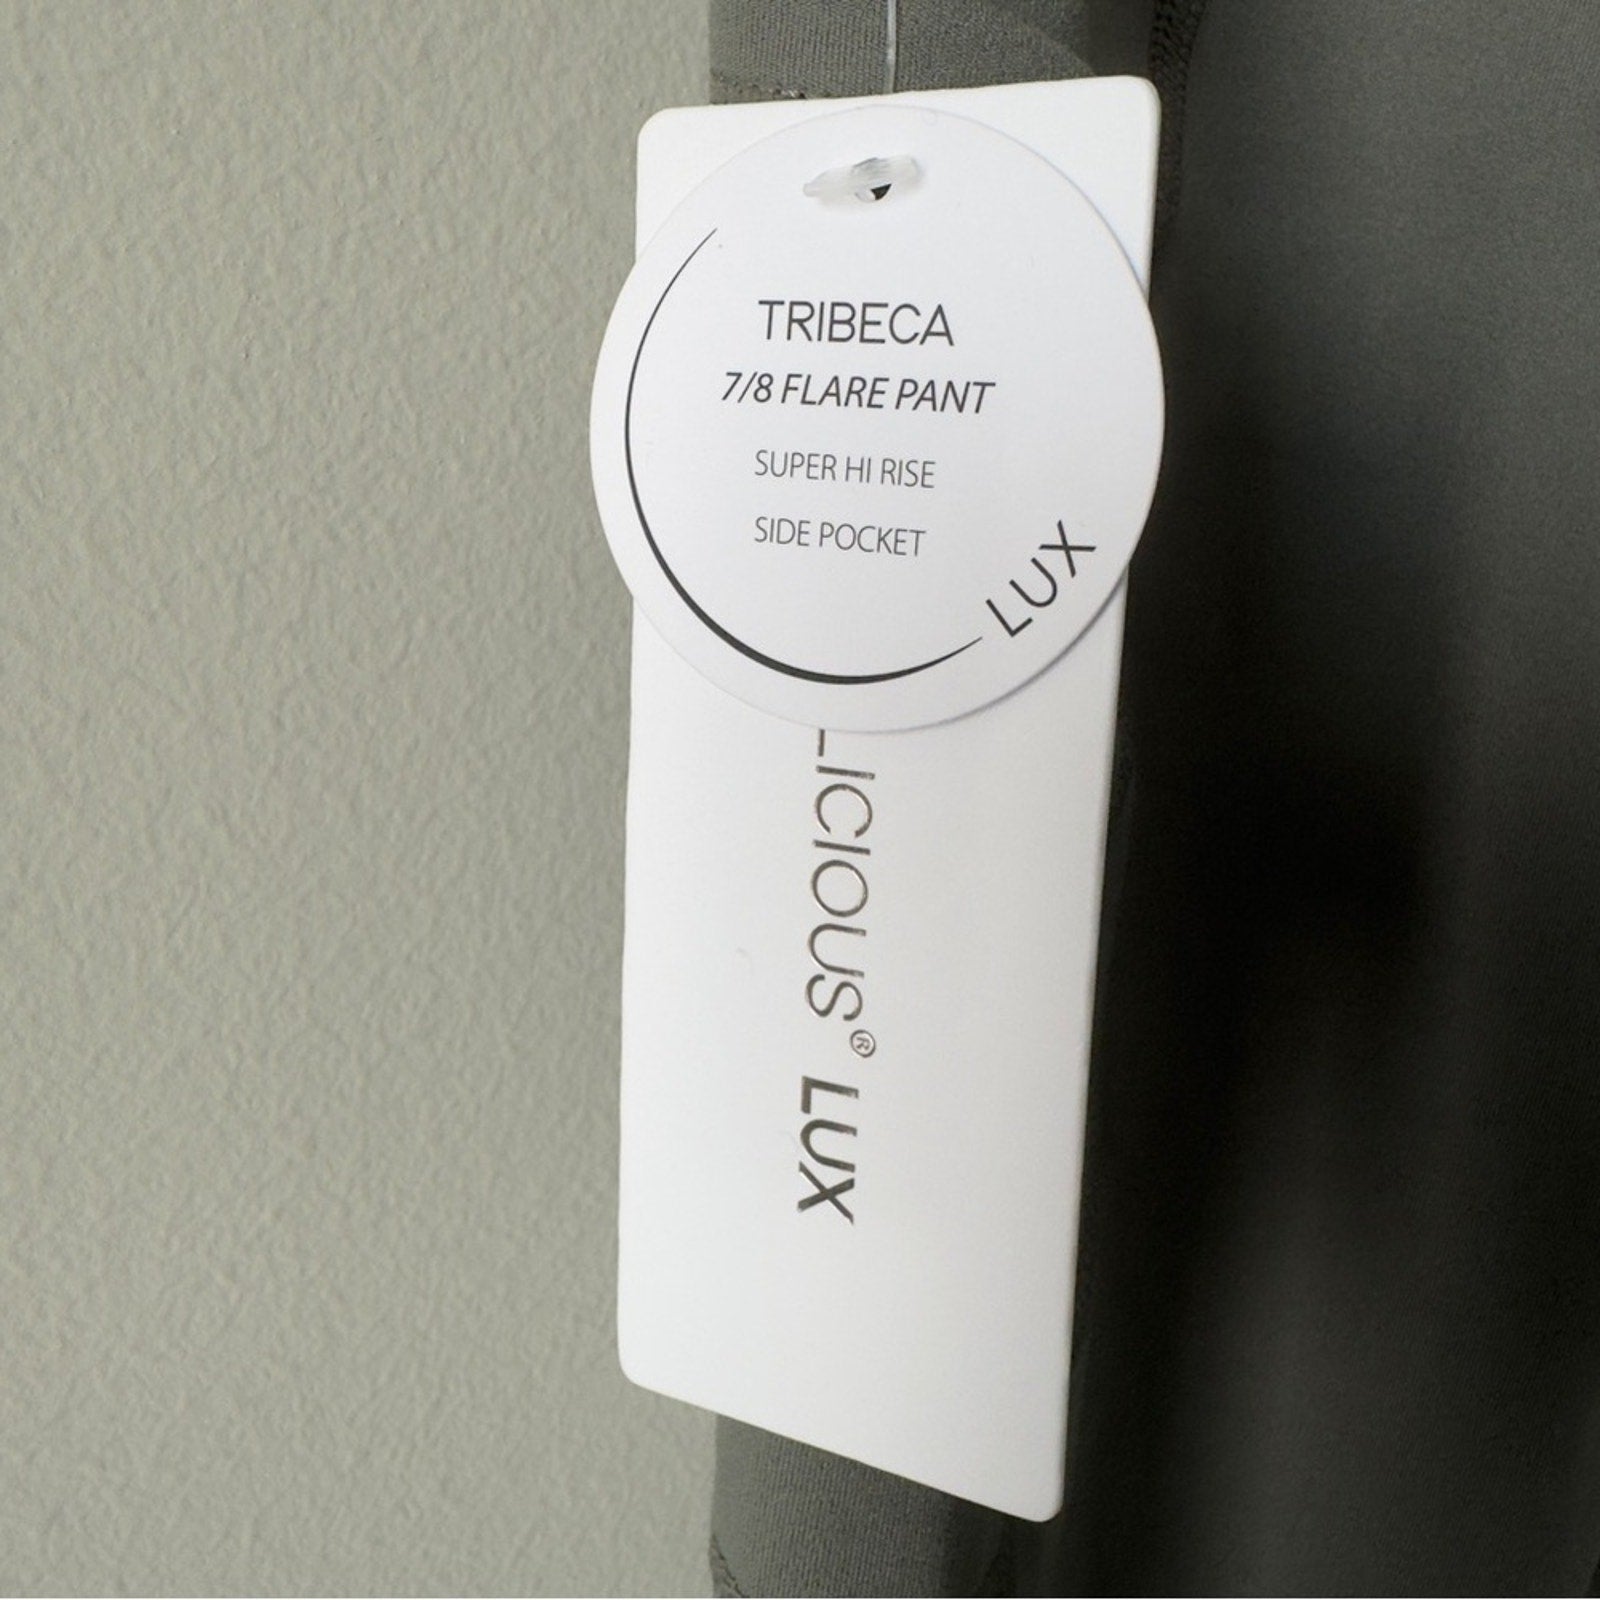 TRIBECA
7/8 FLARE PANT
SUPER HI RISE
SIDE POCKET
LUX
LICIOUS® LUX